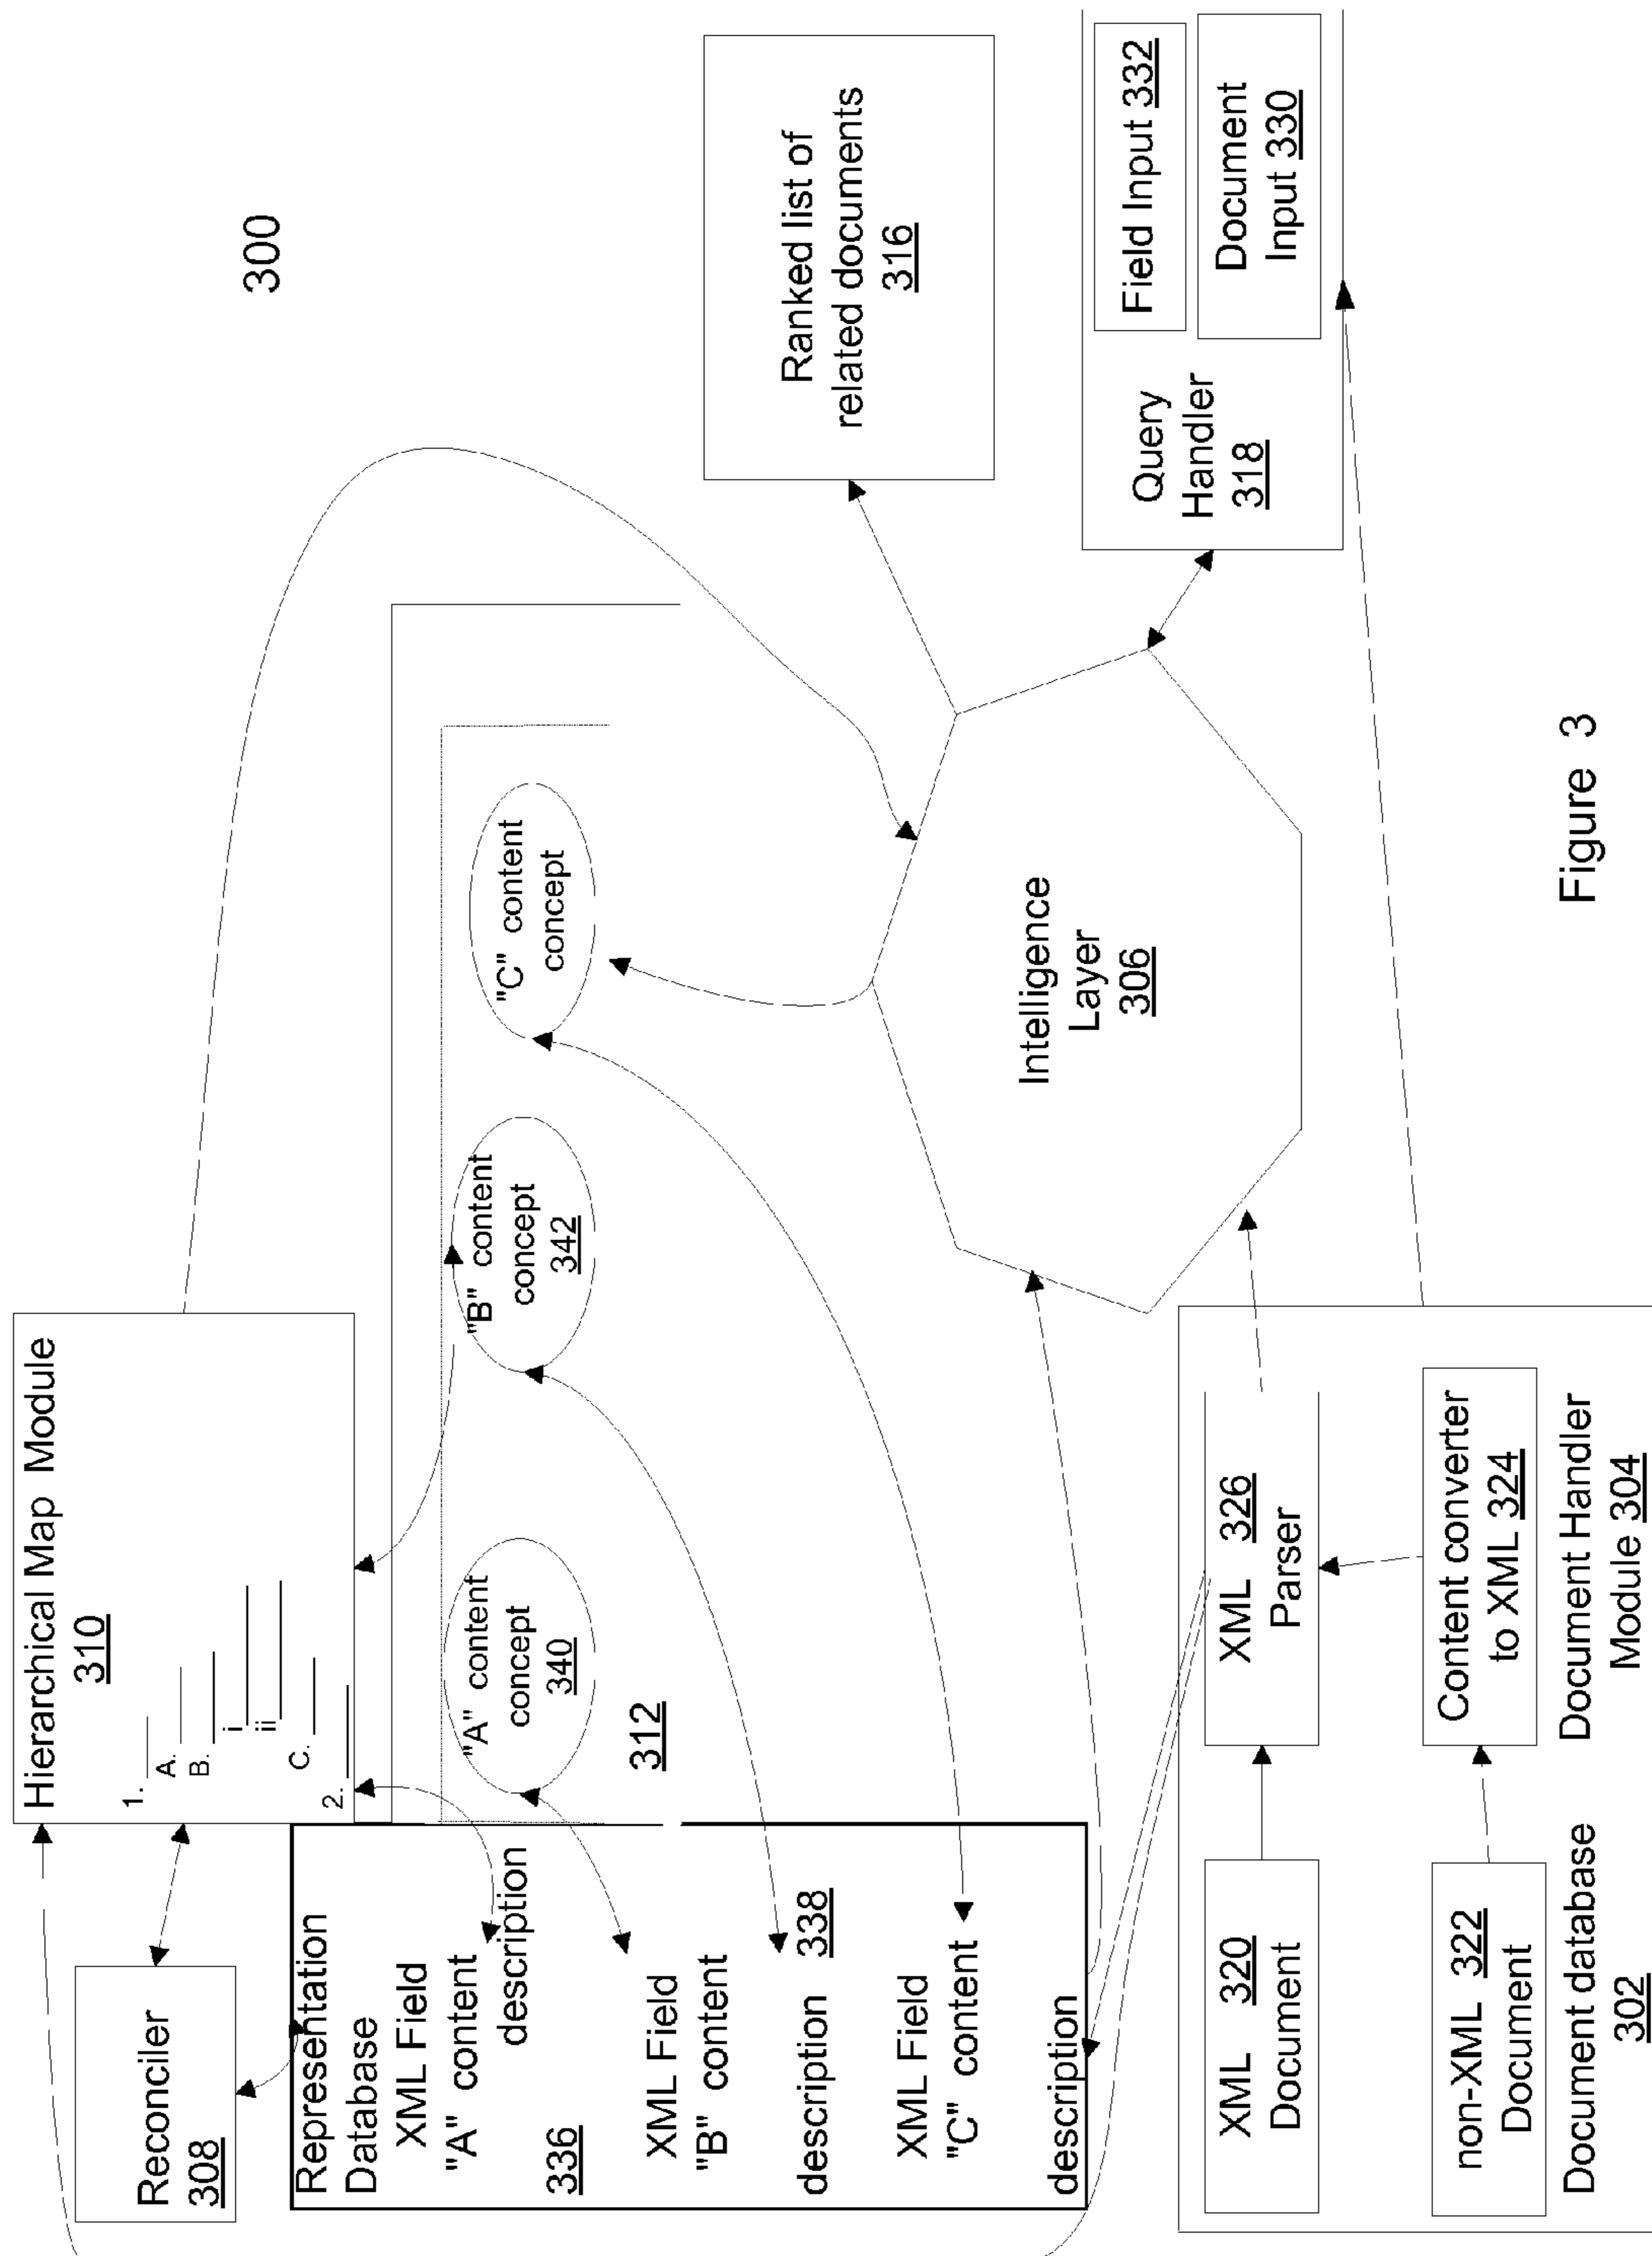 300
Hierarchical Map Module
310
1.
A.
B.
i
ii
C.
2.
Reconciler
308
Representation
Database
XML Field
"A" content
description
336
XML Field
"B" content
description 338
XML Field
"C" content
description
"A" content
concept
340
"B" content
concept
342
"C" content
concept
312
Ranked list of
related documents
316
Intelligence
Layer
306
Query
Handler
318
Field Input 332
Document
Input 330
XML 320
Document
non-XML 322
Document
Document database
302
XML 326
Parser
Content converter
to XML 324
Document Handler
Module 304
Figure 3